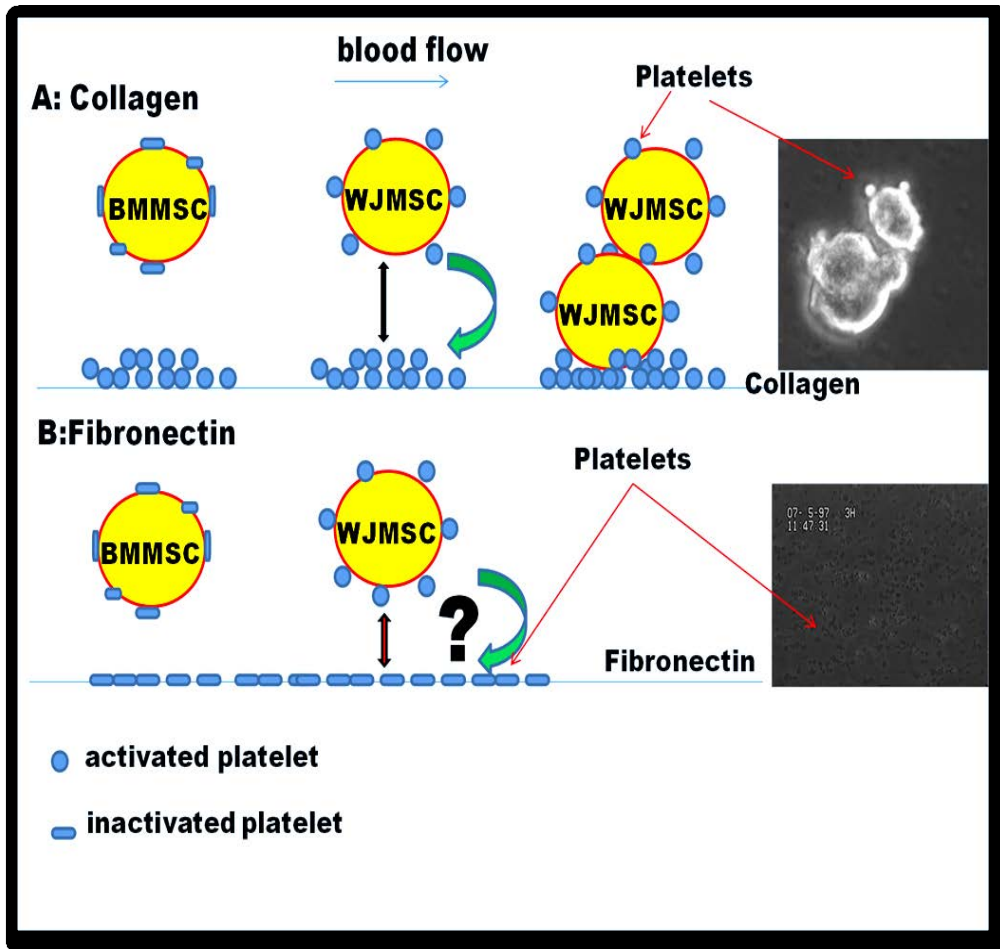 blood flow
A: Collagen
Platelets
BMMSC
WJMSC
WJMSC
WJMSC
Collagen
B:Fibronectin
Platelets
BMMSC
WJMSC
07- 5-97 3H
11:47:31
?
Fibronectin
activated platelet
inactivated platelet